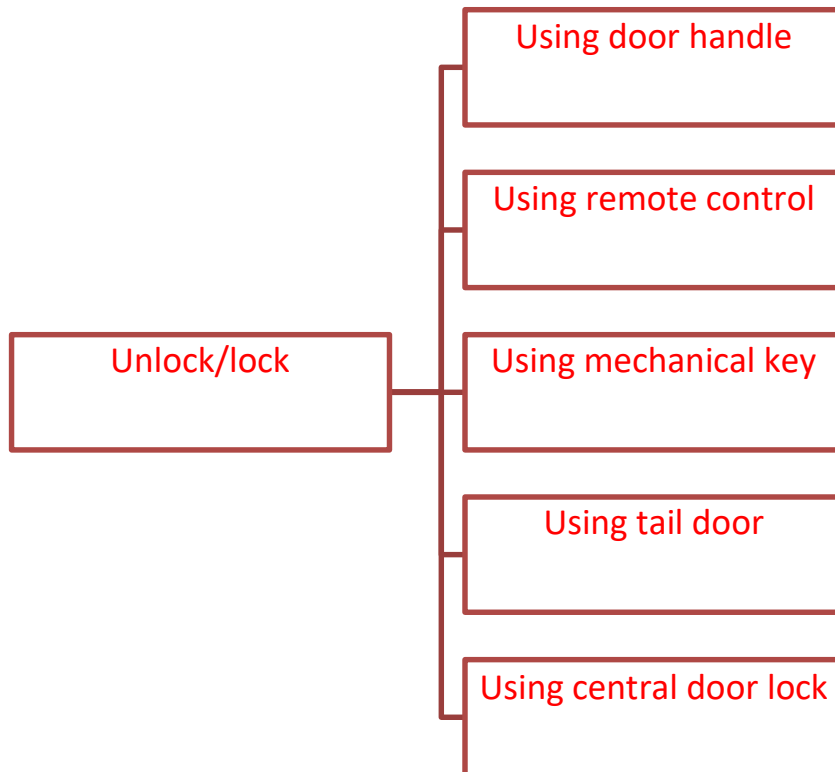 Using door handle
Using remote control
Unlock/lock
Using mechanical key
Using tail door
Using central door lock